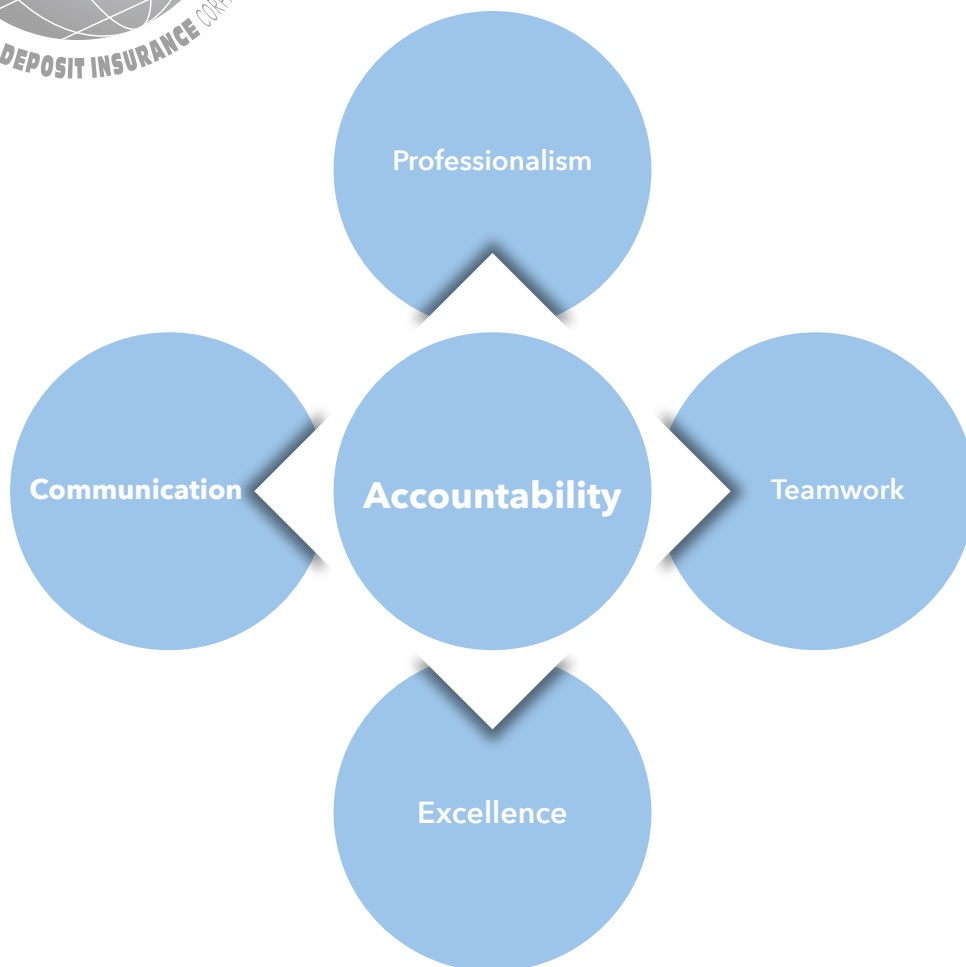 DEPOSIT INSURANCE
Professionalism
Communication
Accountability
Teamwork
Excellence